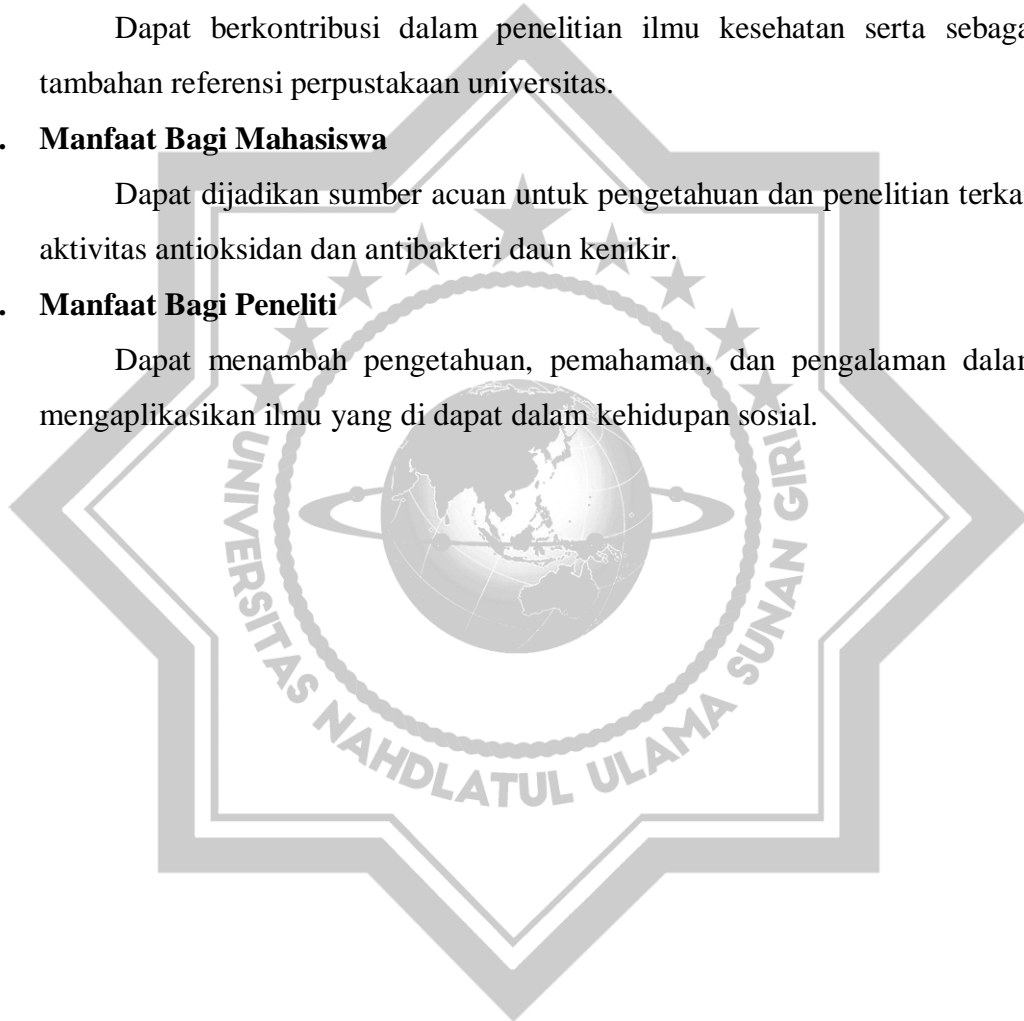 Dapat berkontribusi dalam penelitian ilmu kesehatan serta sebaga
tambahan referensi perpustakaan universitas.
. Manfaat Bagi Mahasiswa
Dapat dijadikan sumber acuan untuk pengetahuan dan penelitian terka
aktivitas antioksidan dan antibakteri daun kenikir.
. Manfaat Bagi Peneliti
Dapat menambah pengetahuan, pemahaman, dan pengalaman dalam
mengaplikasikan ilmu yang di dapat dalam kehidupan sosial.
UNIVERSITAS NAHDLATUL ULAMA SUNAN GIRI